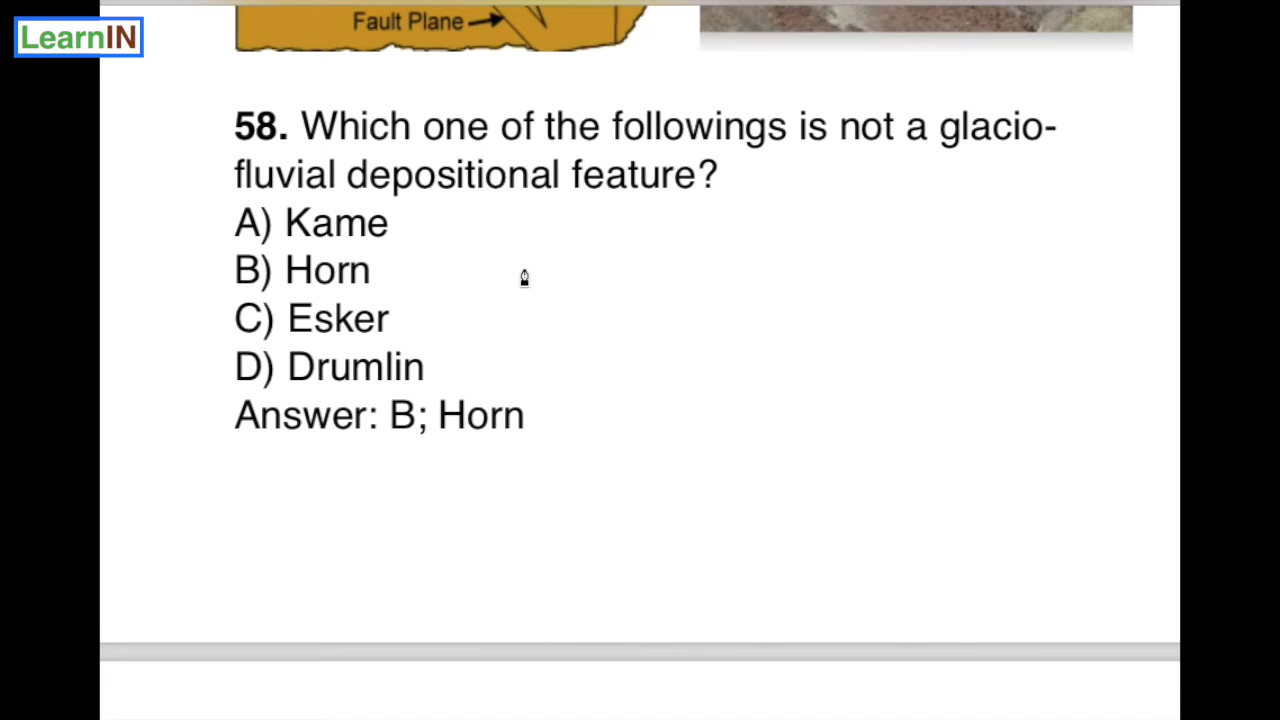 Fault Plane
LearnIN
58. Which one of the followings is not a glacio-
fluvial depositional feature?
A) Kame
B) Horn
C) Esker
D) Drumlin
Answer: B; Horn